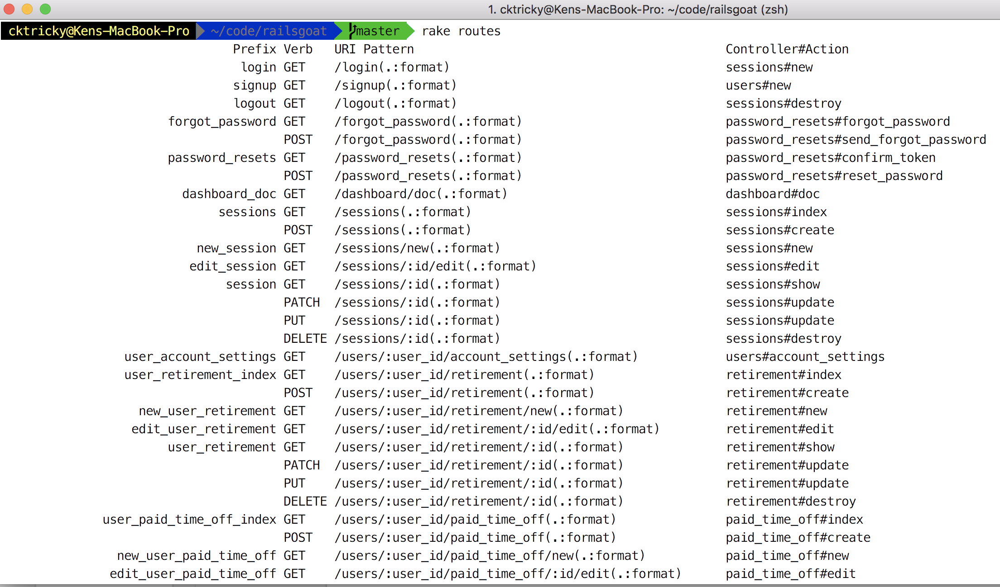 1. cktricky@Kens-MacBook-Pro: ~/code/railsgoat (zsh)
cktricky@Kens-MacBook-Pro ~/code/railsgoat master rake routes
Prefix Verb URI Pattern Controller#Action
login GET /login(.:format) sessions#new
signup GET /signup(.:format) users#new
logout GET /logout(.:format) sessions#destroy
forgot_password GET /forgot_password(.:format) password_resets#forgot_password
POST /forgot_password(.:format) password_resets#send_forgot_password
password_resets GET /password_resets(.:format) password_resets#confirm_token
POST /password_resets(.:format) password_resets#reset_password
dashboard_doc GET /dashboard/doc(.:format) dashboard#doc
sessions GET /sessions(.:format) sessions#index
POST /sessions(.:format) sessions#create
new_session GET /sessions/new(.:format) sessions#new
edit_session GET /sessions/:id/edit(.:format) sessions#edit
session GET /sessions/:id(.:format) sessions#show
PATCH /sessions/:id(.:format) sessions#update
PUT /sessions/:id(.:format) sessions#update
DELETE /sessions/:id(.:format) sessions#destroy
user_account_settings GET /users/:user_id/account_settings(.:format) users#account_settings
user_retirement_index GET /users/:user_id/retirement(.:format) retirement#index
POST /users/:user_id/retirement(.:format) retirement#create
new_user_retirement GET /users/:user_id/retirement/new(.:format) retirement#new
edit_user_retirement GET /users/:user_id/retirement/:id/edit(.:format) retirement#edit
user_retirement GET /users/:user_id/retirement/:id(.:format) retirement#show
PATCH /users/:user_id/retirement/:id(.:format) retirement#update
PUT /users/:user_id/retirement/:id(.:format) retirement#update
DELETE /users/:user_id/retirement/:id(.:format) retirement#destroy
user_paid_time_off_index GET /users/:user_id/paid_time_off(.:format) paid_time_off#index
POST /users/:user_id/paid_time_off(.:format) paid_time_off#create
new_user_paid_time_off GET /users/:user_id/paid_time_off/new(.:format) paid_time_off#new
edit_user_paid_time_off GET /users/:user_id/paid_time_off/:id/edit(.:format) paid_time_off#edit